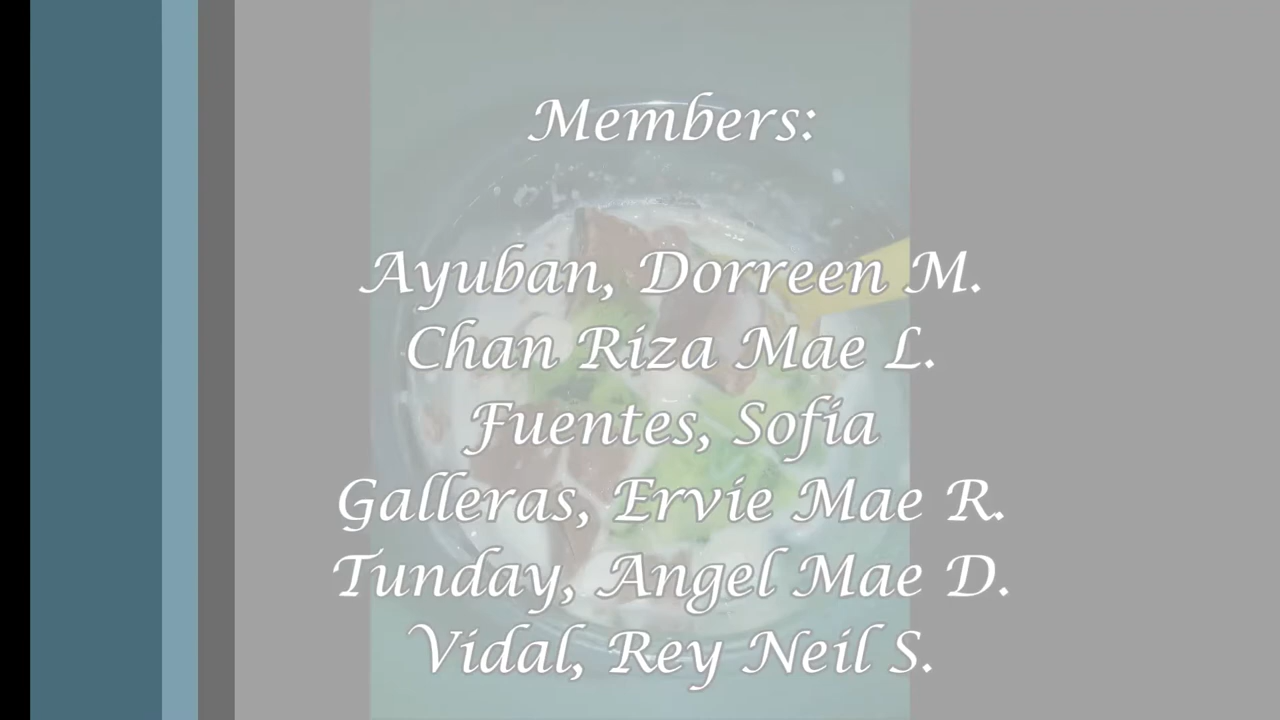 Members:
Ayuban, Dorreen M.
Chan Riza Mae L.
Fuentes, Sofia
Galleras, Ervie Mae R.
Tunday, Angel Mae D.
Vidal, Rey Neil S.